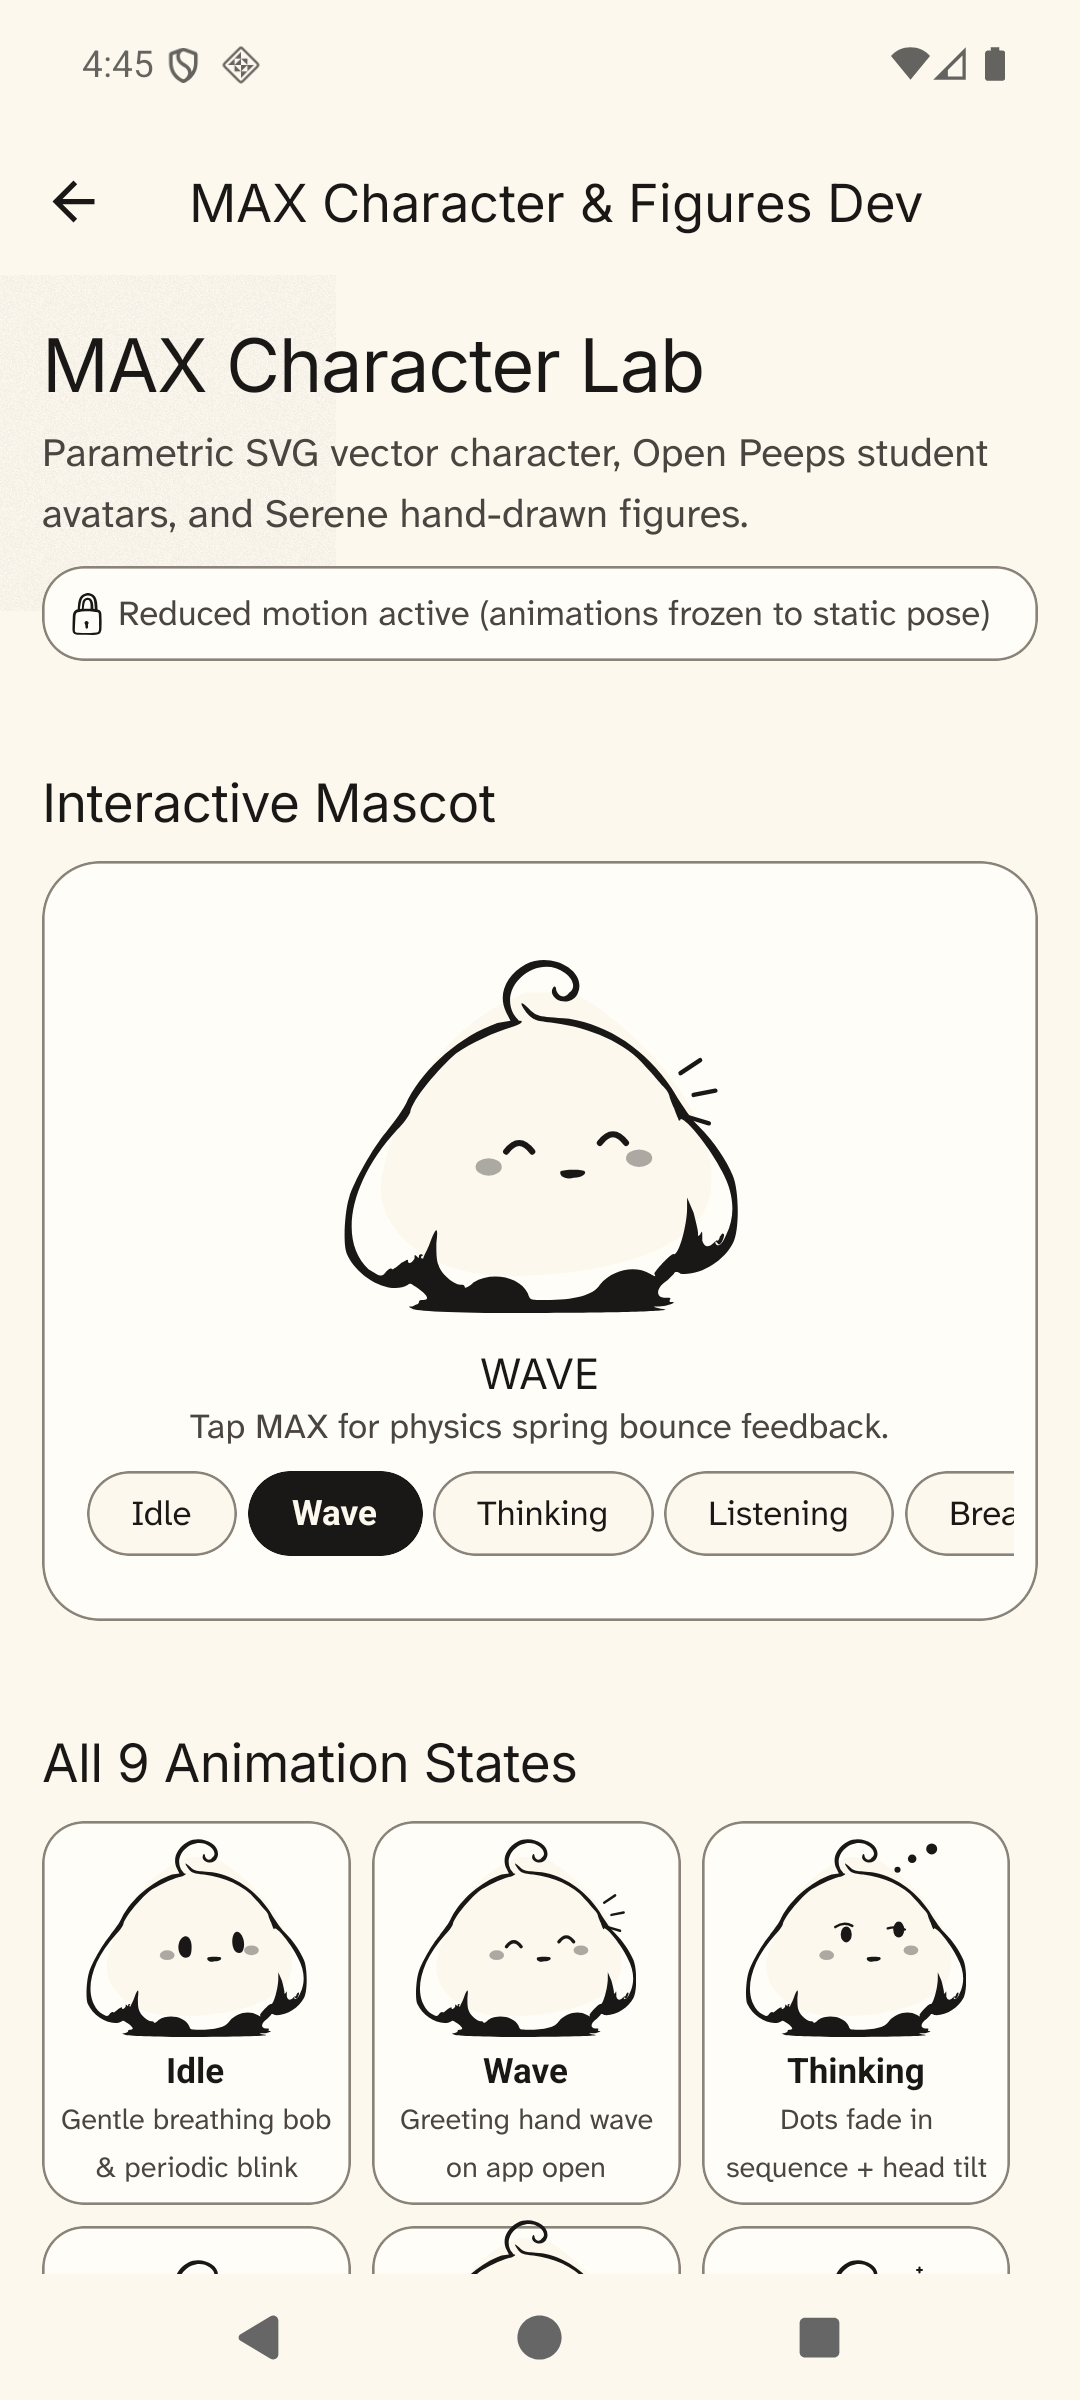 4:45
MAX Character & Figures Dev
MAX Character Lab
Parametric SVG vector character, Open Peeps student
avatars, and Serene hand-drawn figures.
Reduced motion active (animations frozen to static pose)
Interactive Mascot
WAVE
Tap MAX for physics spring bounce feedback.
Idle Wave Thinking Listening Brea
All 9 Animation States
Idle Wave Thinking
Gentle breathing bob Greeting hand wave Dots fade in
& periodic blink on app open sequence + head tilt